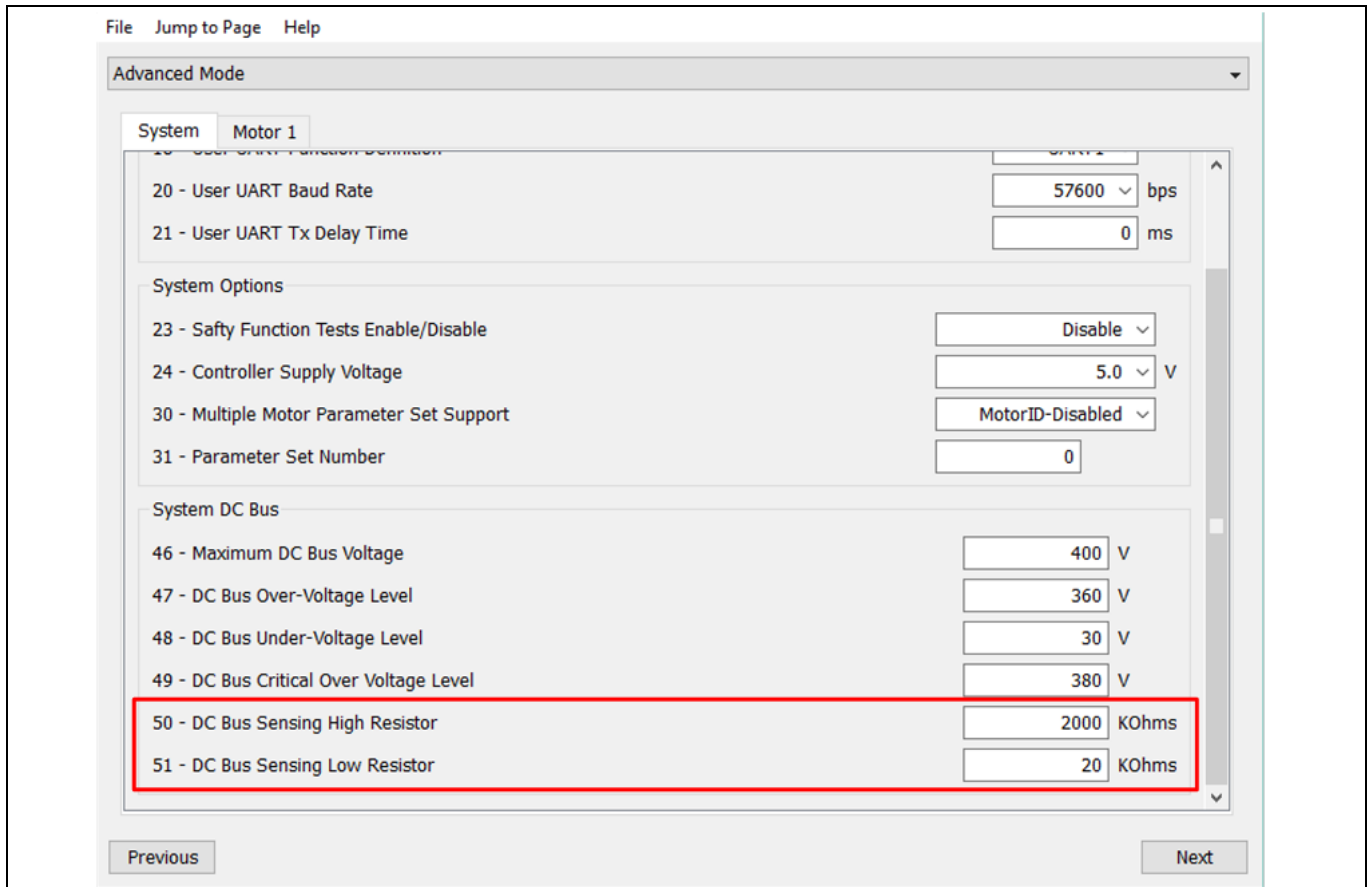 File Jump to Page Help
Advanced Mode
System Motor 1
20 - User UART Baud Rate 57600 bps
21 - User UART Tx Delay Time 0 ms
System Options
23 - Safty Function Tests Enable/Disable Disable
24 - Controller Supply Voltage 5.0 V
30 - Multiple Motor Parameter Set Support MotorID-Disabled
31 - Parameter Set Number 0
System DC Bus
46 - Maximum DC Bus Voltage 400 V
47 - DC Bus Over-Voltage Level 360 V
48 - DC Bus Under-Voltage Level 30 V
49 - DC Bus Critical Over Voltage Level 380 V
50 - DC Bus Sensing High Resistor 2000 KOhms
51 - DC Bus Sensing Low Resistor 20 KOhms
Previous Next